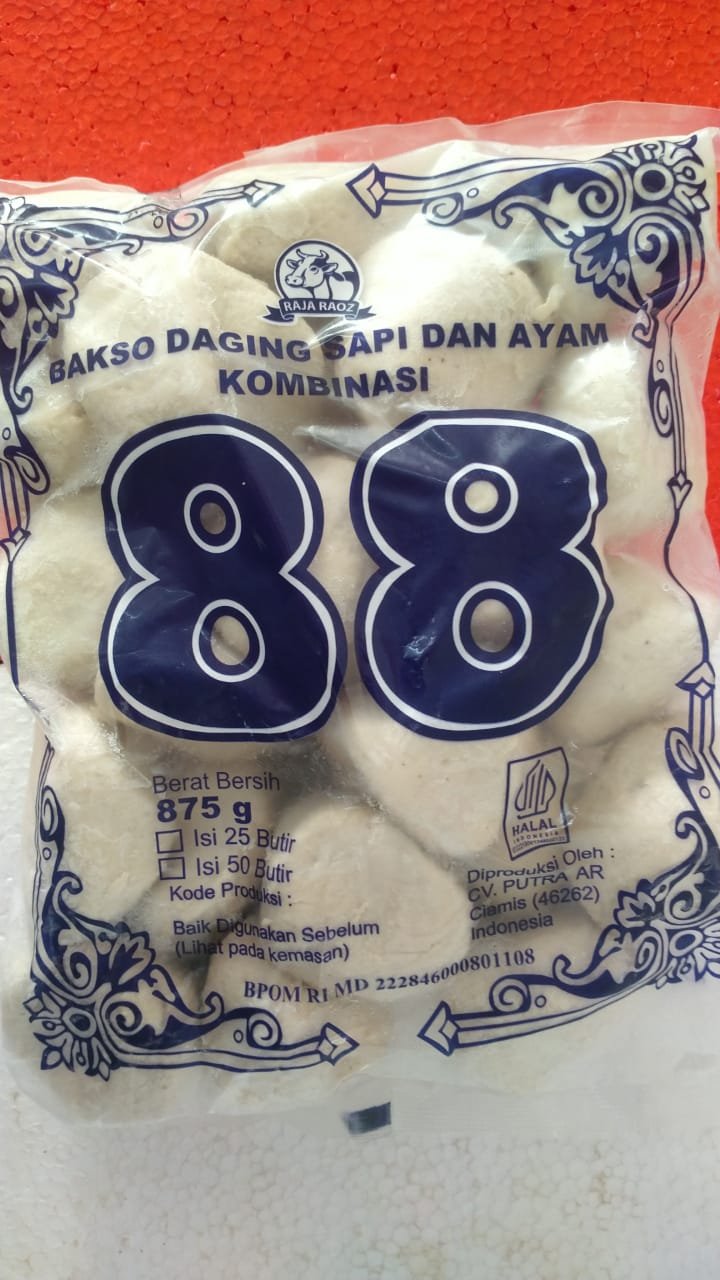 RAJA RAOZ
BAKSO DAGING SAPI DAN AYAM
KOMBINASI
88
Berat Bersih
875 g
Isi 25 Butir
Isi 50 Butir
Kode Produksi :
Baik Digunakan Sebelum
(Lihat pada kemasan)
HALAL
INDONESIA
Diproduksi Oleh :
CV. PUTRA AR
Ciamis (46262)
Indonesia
BPOM RI MD 222846000801108